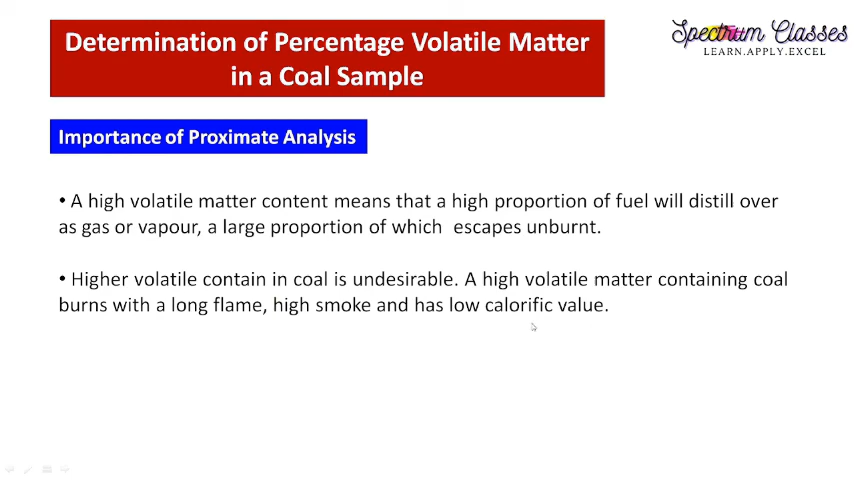 Determination of Percentage Volatile Matter
in a Coal Sample
Spectrum Classes
LEARN.APPLY.EXCEL
Importance of Proximate Analysis
• A high volatile matter content means that a high proportion of fuel will distill over
as gas or vapour, a large proportion of which escapes unburnt.
• Higher volatile contain in coal is undesirable. A high volatile matter containing coal
burns with a long flame, high smoke and has low calorific value.